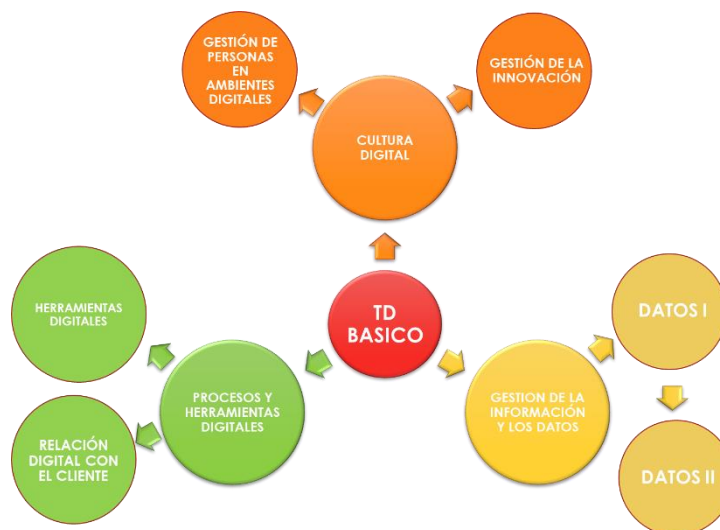 GESTIÓN DE
PERSONAS
EN
AMBIENTES
DIGITALES
GESTIÓN DE LA
INNOVACIÓN
CULTURA
DIGITAL
TD
BASICO
HERRAMIENTAS
DIGITALES
PROCESOS Y
HERRAMIENTAS
DIGITALES
RELACIÓN
DIGITAL CON
EL CLIENTE
GESTION DE LA
INFORMACIÓN
Y LOS DATOS
DATOS I
DATOS II